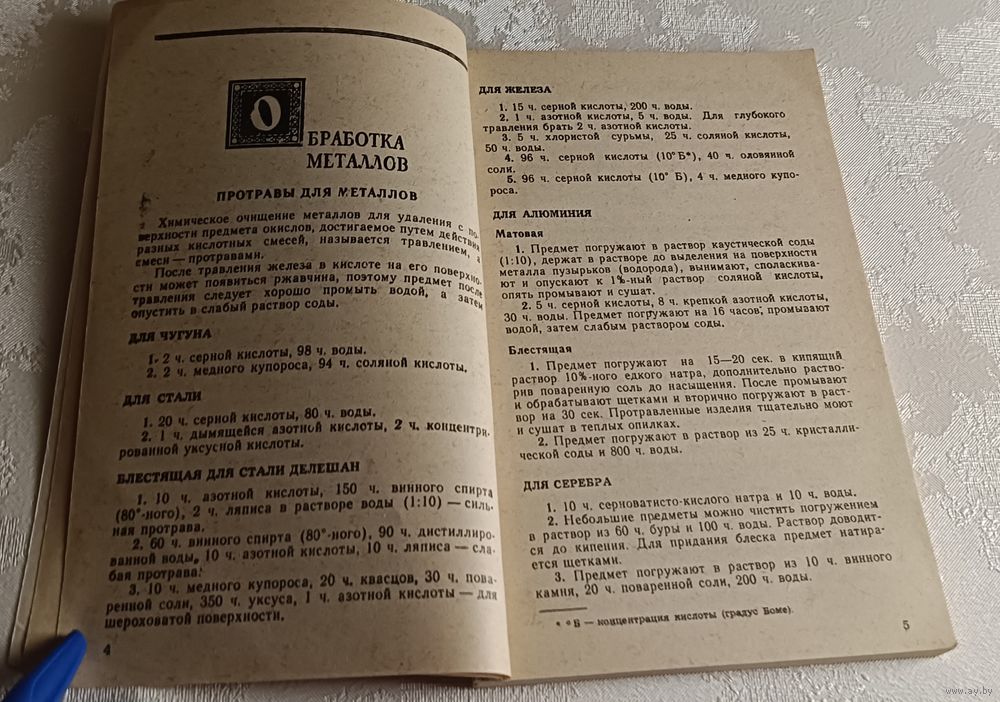 ОБРАБОТКА
МЕТАЛЛОВ
ПРОТРАВЫ ДЛЯ МЕТАЛЛОВ
Химическое очищение металлов для удаления с по-
верхности предмета окислов, достигаемое путем действия
разных кислотных смесей, называется травлением, а
смеси — протравами.
После травления железа в кислоте на его поверхно-
сти может появиться ржавчина, поэтому предмет после
травления следует хорошо промыть водой, а затем
опустить в слабый раствор соды.
ДЛЯ ЧУГУНА
1. 2 ч. серной кислоты, 98 ч. воды.
2. 2 ч. медного купороса, 94 ч. соляной кислоты.
ДЛЯ СТАЛИ
1. 20 ч. серной кислоты, 80 ч. воды.
2. 1 ч. дымящейся азотной кислоты, 2 ч. концентри-
рованной уксусной кислоты.
БЛЕСТЯЩАЯ ДЛЯ СТАЛИ ДЕЛЕШАН
1. 10 ч. азотной кислоты, 150 ч. винного спирта
(80°-ного), 2 ч. ляписа в растворе воды (1:10) — силь-
ная протрава.
2. 60 ч. винного спирта (80°-ного), 90 ч. дистиллиро-
ванной воды, 10 ч. азотной кислоты, 10 ч. ляписа — сла-
бая протрава.
3. 10 ч. медного купороса, 20 ч. квасцов, 30 ч. пова-
ренной соли, 350 ч. уксуса, 1 ч. азотной кислоты — для
шероховатой поверхности.
4
ДЛЯ ЖЕЛЕЗА
1. 15 ч. серной кислоты, 200 ч. воды.
2. 1 ч. азотной кислоты, 5 ч. воды. Для глубокого
травления брать 2 ч. азотной кислоты.
3. 5 ч. хлористой сурьмы, 25 ч. соляной кислоты,
50 ч. воды.
4. 96 ч. серной кислоты (10° Б*), 40 ч. оловянной
соли.
5. 96 ч. серной кислоты (10° Б), 4 ч. медного купо-
роса.
ДЛЯ АЛЮМИНИЯ
Матовая
1. Предмет погружают в раствор каустической соды
(1:10), держат в растворе до выделения на поверхности
металла пузырьков (водорода), вынимают, споласкива-
ют и опускают к 1%-ный раствор соляной кислоты,
опять промывают и сушат.
2. 5 ч. серной кислоты, 8 ч. крепкой азотной кислоты,
30 ч. воды. Предмет погружают на 16 часов, промывают
водой, затем слабым раствором соды.
Блестящая
1. Предмет погружают на 15—20 сек. в кипящий
раствор 10%-ного едкого натра, дополнительно раство-
рив поваренную соль до насыщения. После промывают
и обрабатывают щетками и вторично погружают в раст-
вор на 30 сек. Протравленные изделия тщательно моют
и сушат в теплых опилках.
2. Предмет погружают в раствор из 25 ч. кристалли-
ческой соды и 800 ч. воды.
ДЛЯ СЕРЕБРА
1. 10 ч. серноватисто-кислого натра и 10 ч. воды.
2. Небольшие предметы можно чистить погружением
в раствор из 60 ч. буры и 100 ч. воды. Раствор доводит-
ся до кипения. Для придания блеска предмет натира-
ется щетками.
3. Предмет погружают в раствор из 10 ч. винного
камня, 20 ч. поваренной соли, 200 ч. воды.
* °Б — концентрация кислоты (градус Боме).
5
www.ay.by